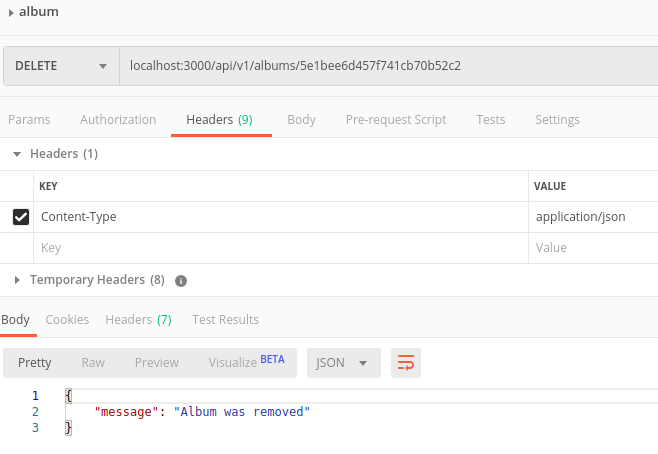 album
DELETE localhost:3000/api/v1/albums/5e1bee6d457f741cb70b52c2
Params Authorization Headers (9) Body Pre-request Script Tests Settings
Headers (1)
KEY VALUE
Content-Type application/json
Key Value
Temporary Headers (8) i
Body Cookies Headers (7) Test Results
Pretty Raw Preview Visualize BETA JSON
1 {
2 "message": "Album was removed"
3 }